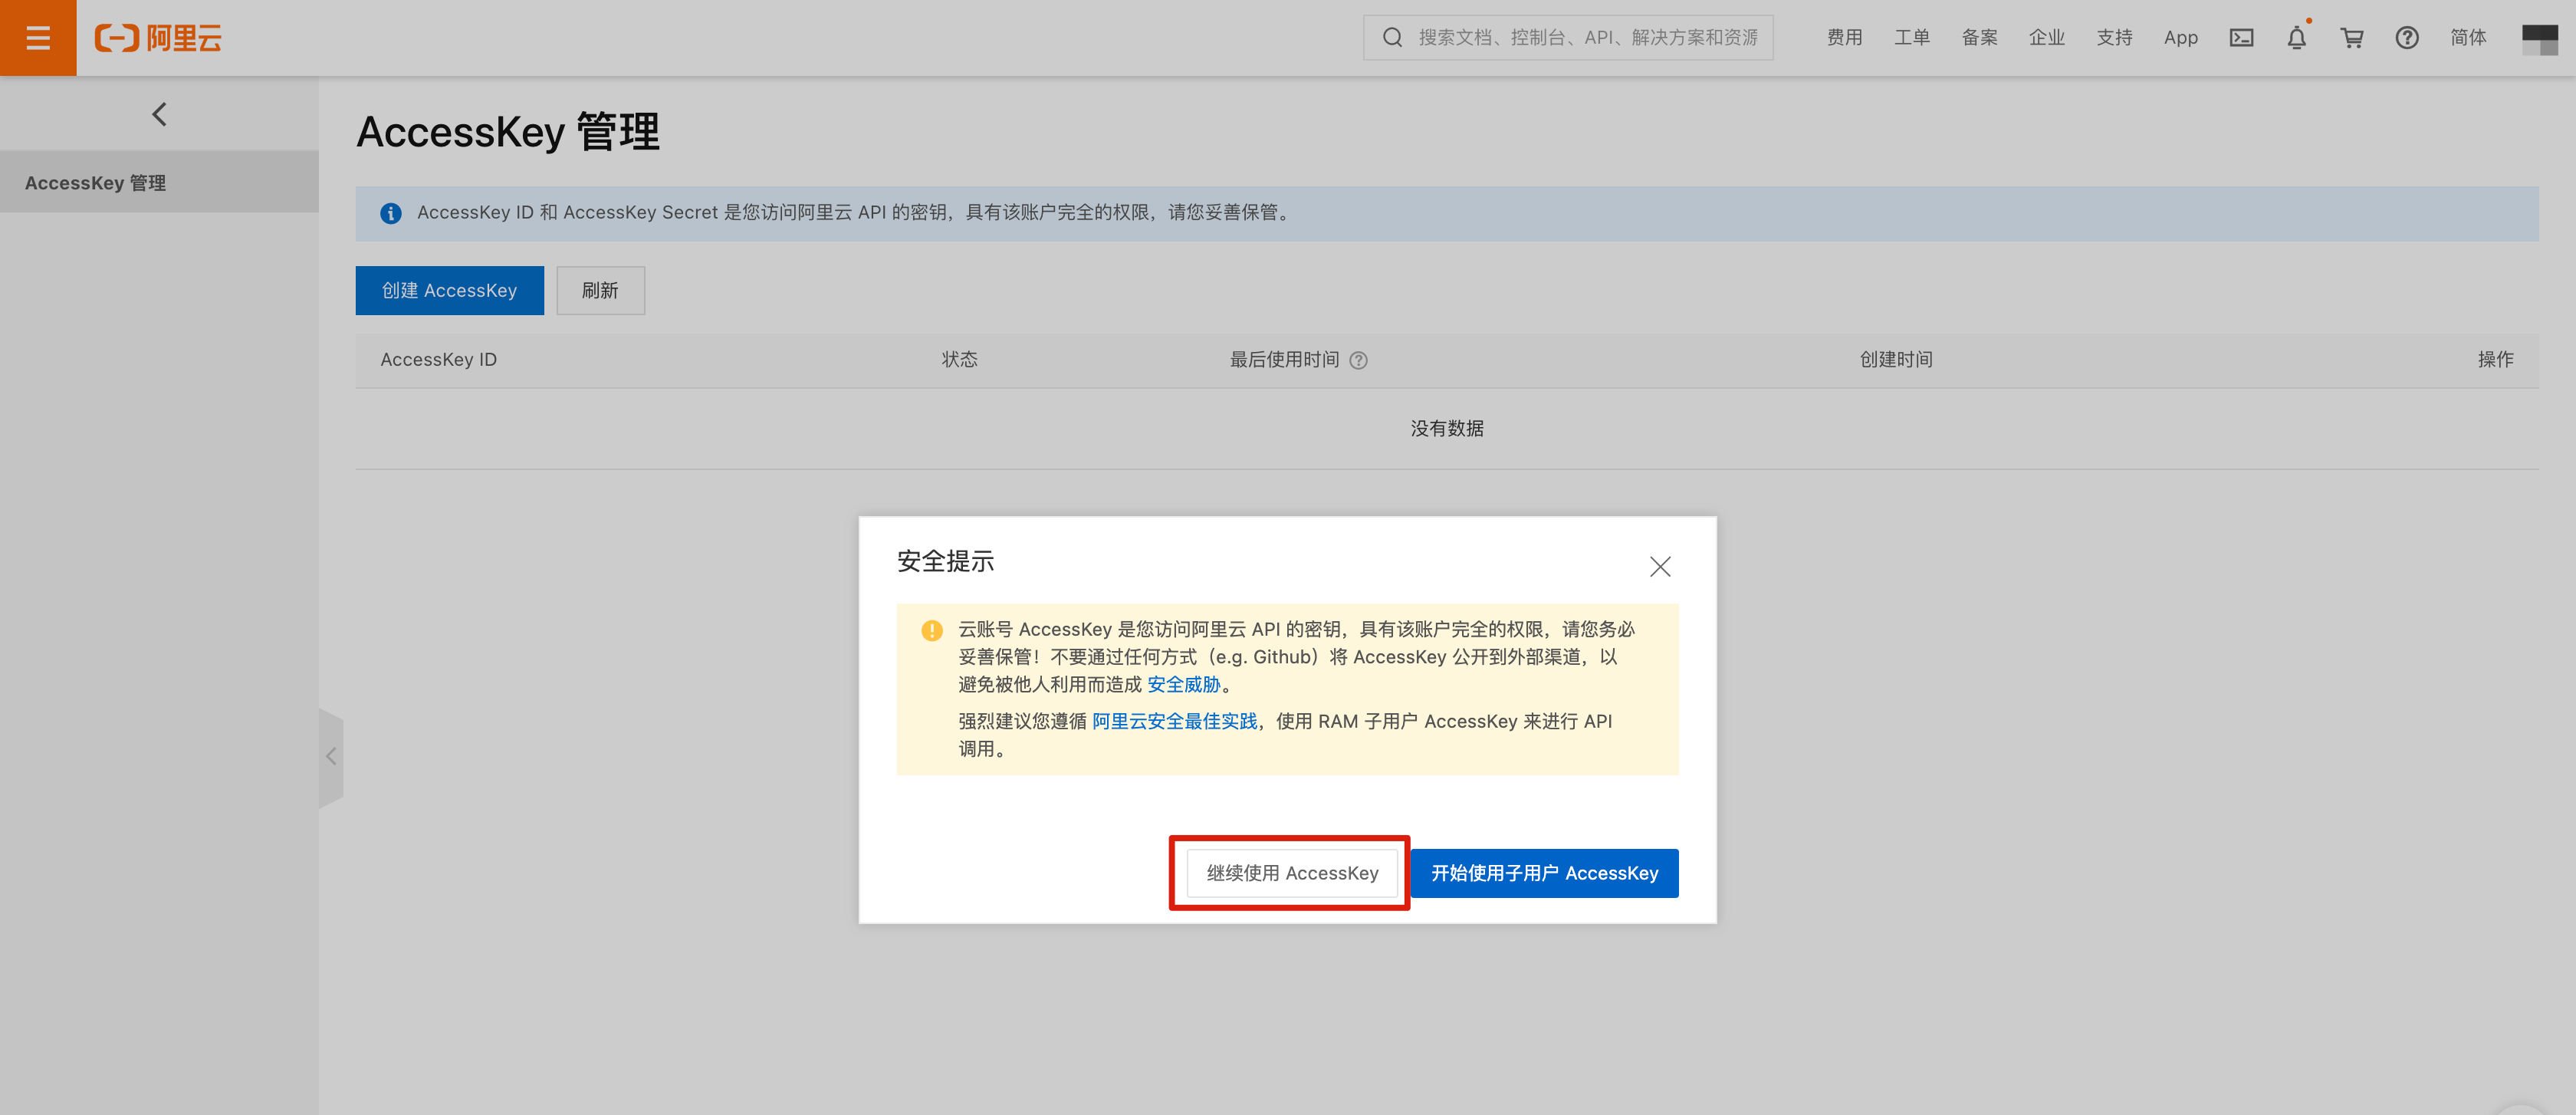 阿里云
搜索文档、控制台、API、解决方案和资源
费用 工单 备案 企业 支持 App 简体
AccessKey 管理
AccessKey 管理
AccessKey ID 和 AccessKey Secret 是您访问阿里云 API 的密钥，具有该账户完全的权限，请您妥善保管。
创建 AccessKey 刷新
AccessKey ID 状态 最后使用时间 创建时间 操作
没有数据
安全提示
云账号 AccessKey 是您访问阿里云 API 的密钥，具有该账户完全的权限，请您务必
妥善保管！不要通过任何方式（e.g. Github）将 AccessKey 公开到外部渠道，以
避免被他人利用而造成 安全威胁。
强烈建议您遵循 阿里云安全最佳实践，使用 RAM 子用户 AccessKey 来进行 API
调用。
继续使用 AccessKey 开始使用子用户 AccessKey